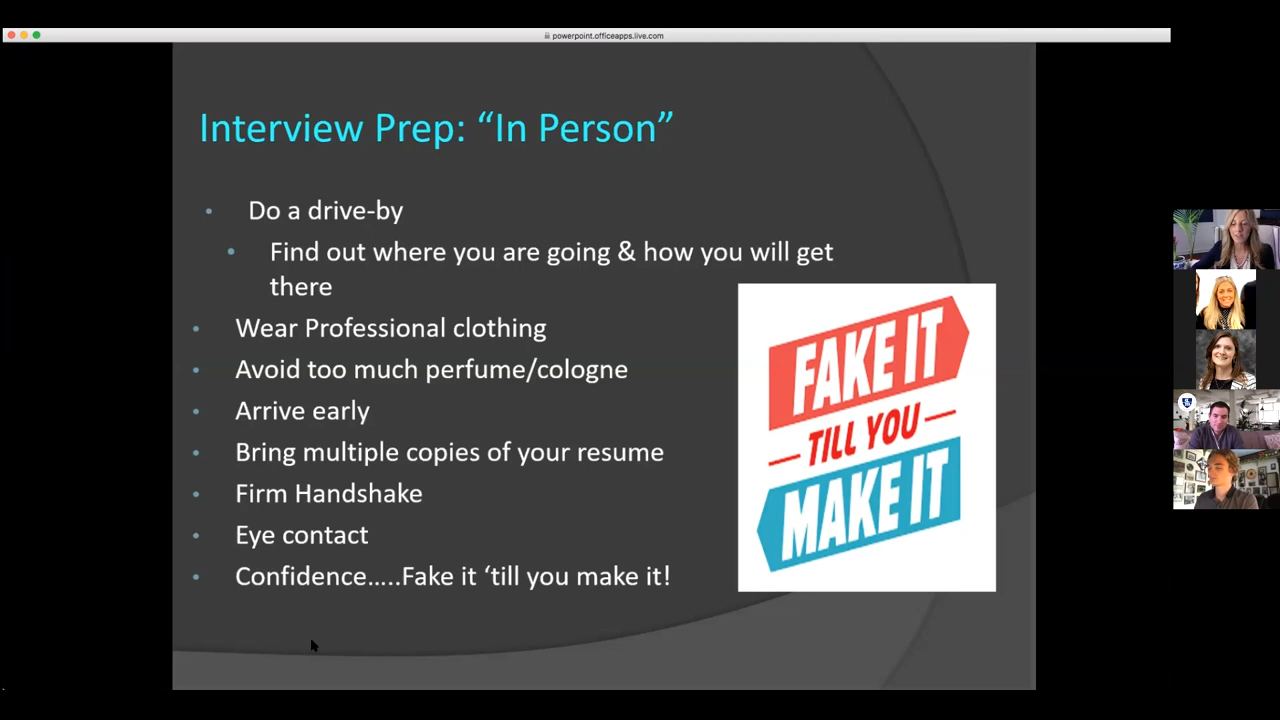 powerpoint.officeapps.live.com
Interview Prep: “In Person”
Do a drive-by
Find out where you are going & how you will get
there
Wear Professional clothing
Avoid too much perfume/cologne
Arrive early
Bring multiple copies of your resume
Firm Handshake
Eye contact
Confidence…..Fake it ‘till you make it!
FAKE IT
TILL YOU
MAKE IT